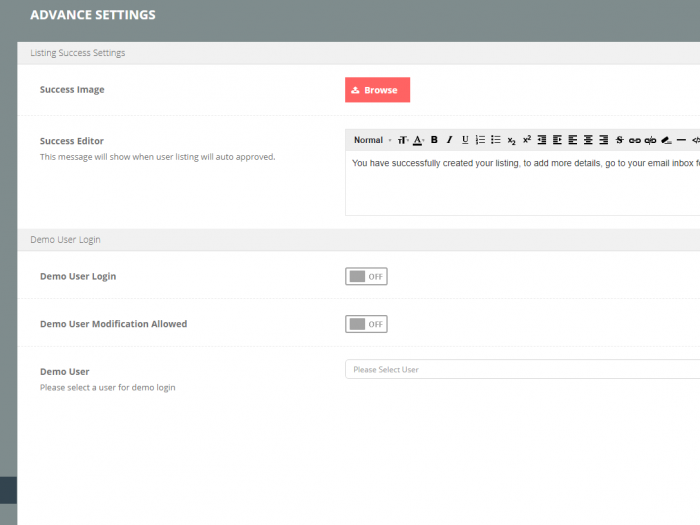 ADVANCE SETTINGS
Listing Success Settings
Success Image
Browse
Success Editor
This message will show when user listing will auto approved.
Normal
You have successfully created your listing, to add more details, go to your email inbox
Demo User Login
Demo User Login
OFF
Demo User Modification Allowed
OFF
Demo User
Please select a user for demo login
Please Select User